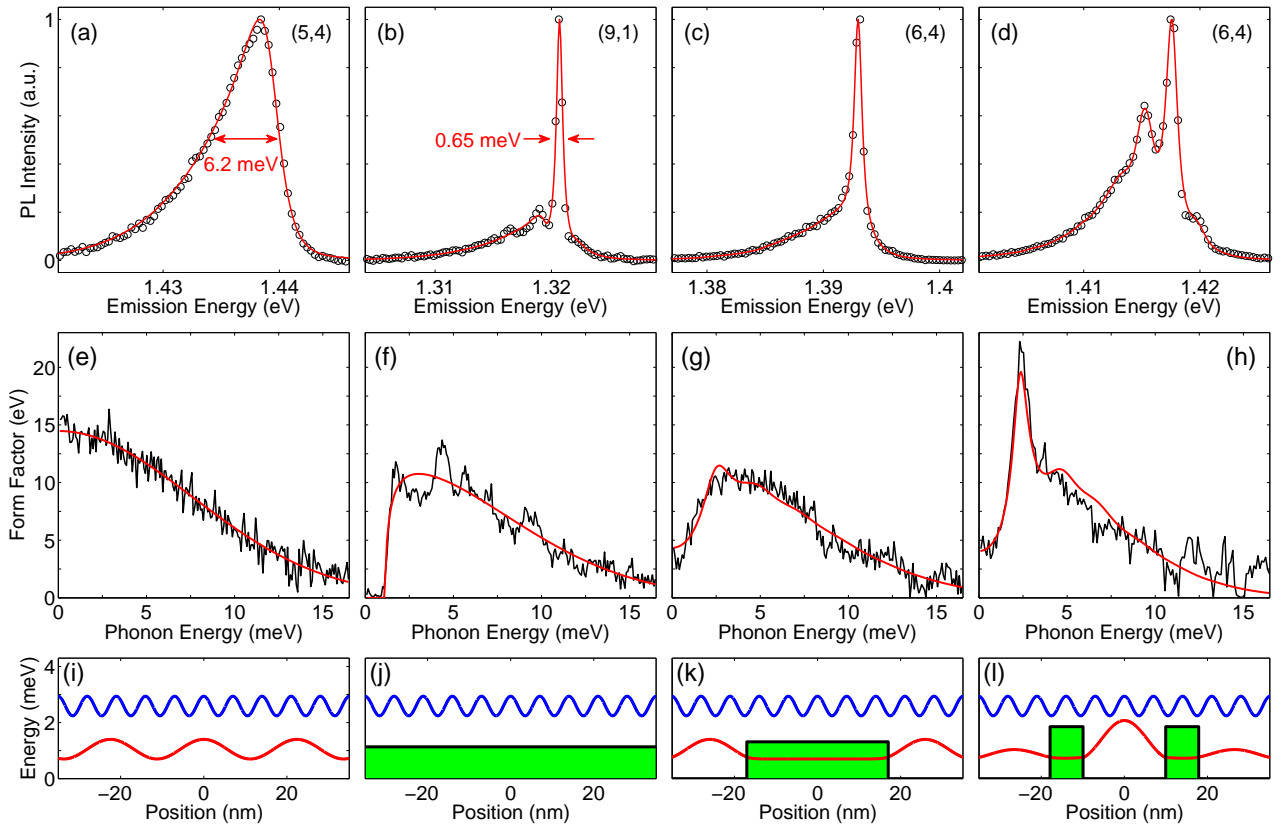 (a) (5,4)
(b) (9,1)
(c) (6,4)
(d) (6,4)
PL Intensity (a.u.)
1
0
6.2 meV
0.65 meV
1.43 1.44
1.31 1.32
1.38 1.39 1.4
1.41 1.42
Emission Energy (eV)
Emission Energy (eV)
Emission Energy (eV)
Emission Energy (eV)
(e)
(f)
(g)
(h)
Form Factor (eV)
20
15
10
5
0
0 5 10 15
0 5 10 15
0 5 10 15
0 5 10 15
Phonon Energy (meV)
Phonon Energy (meV)
Phonon Energy (meV)
Phonon Energy (meV)
(i)
(j)
(k)
(l)
Energy (meV)
4
2
0
−20 0 20
−20 0 20
−20 0 20
−20 0 20
Position (nm)
Position (nm)
Position (nm)
Position (nm)